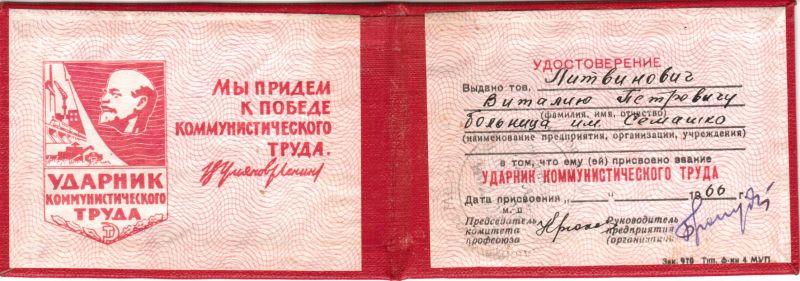 УДАРНИК
КОММУНИСТИЧЕСКОГО
ТРУДА
МЫ ПРИДЕМ
К ПОБЕДЕ
КОММУНИСТИЧЕСКОГО
ТРУДА.
В Ульянов (Ленин)
УДОСТОВЕРЕНИЕ
Выдано тов. Литвинович
Виталию Петровичу
(фамилия, имя, отчество)
больница им. Семашко
(наименование предприятия, организации, учреждения)
в том, что ему (ей) присвоено звание
УДАРНИК КОММУНИСТИЧЕСКОГО ТРУДА
Дата присвоения „ “ 1966 г.
М. П.
Председатель Руководитель
комитета предприятия
профсоюза (организации)
Зак. 979 Тип. ф-ки 4 МУП